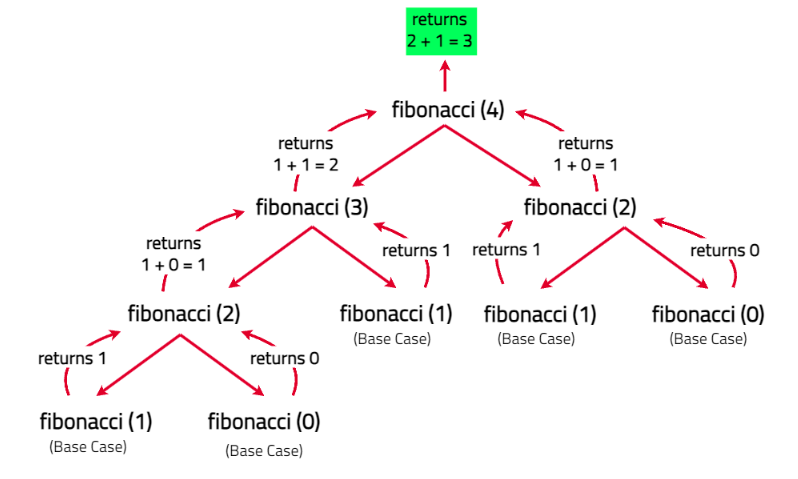 returns
2 + 1 = 3
fibonacci (4)
returns
1 + 1 = 2
returns
1 + 0 = 1
fibonacci (3)
fibonacci (2)
returns
1 + 0 = 1
returns 1
returns 1
returns 0
fibonacci (2)
fibonacci (1)
(Base Case)
fibonacci (1)
(Base Case)
fibonacci (0)
(Base Case)
returns 1
returns 0
fibonacci (1)
(Base Case)
fibonacci (0)
(Base Case)